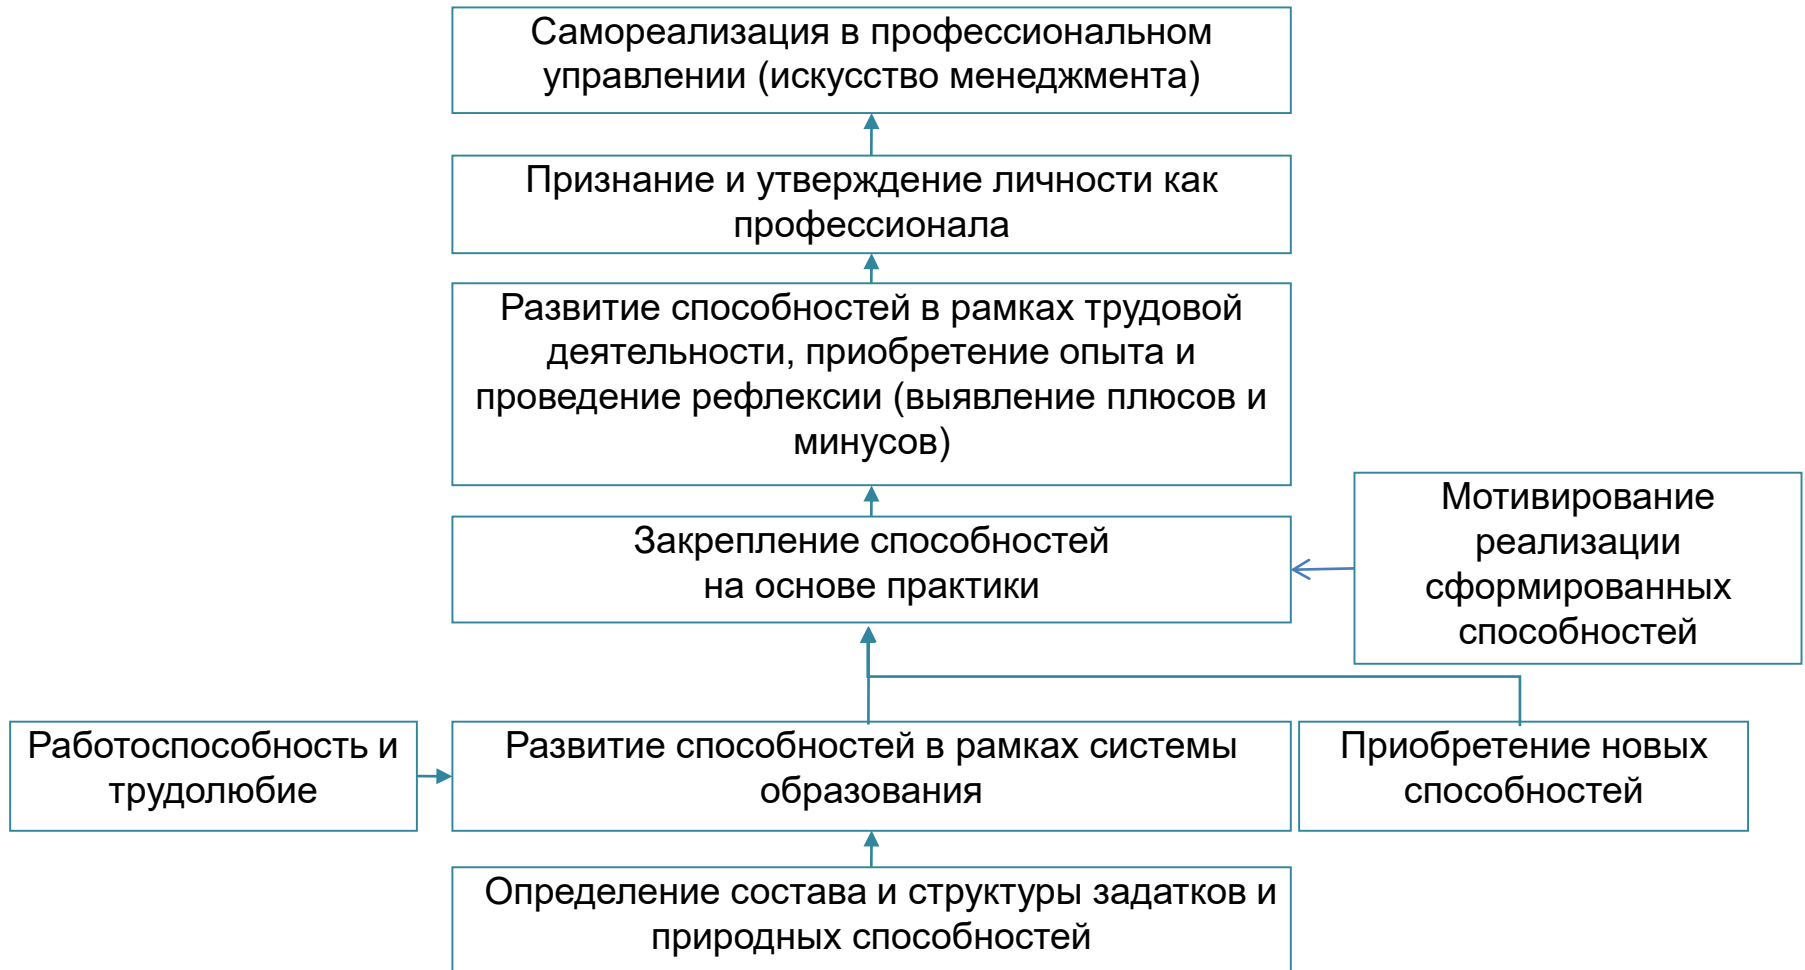 Самореализация в профессиональном
управлении (искусство менеджмента)
Признание и утверждение личности как
профессионала
Развитие способностей в рамках трудовой
деятельности, приобретение опыта и
проведение рефлексии (выявление плюсов и
минусов)
Закрепление способностей
на основе практики
Мотивирование
реализации
сформированных
способностей
Работоспособность и
трудолюбие
Развитие способностей в рамках системы
образования
Приобретение новых
способностей
Определение состава и структуры задатков и
природных способностей